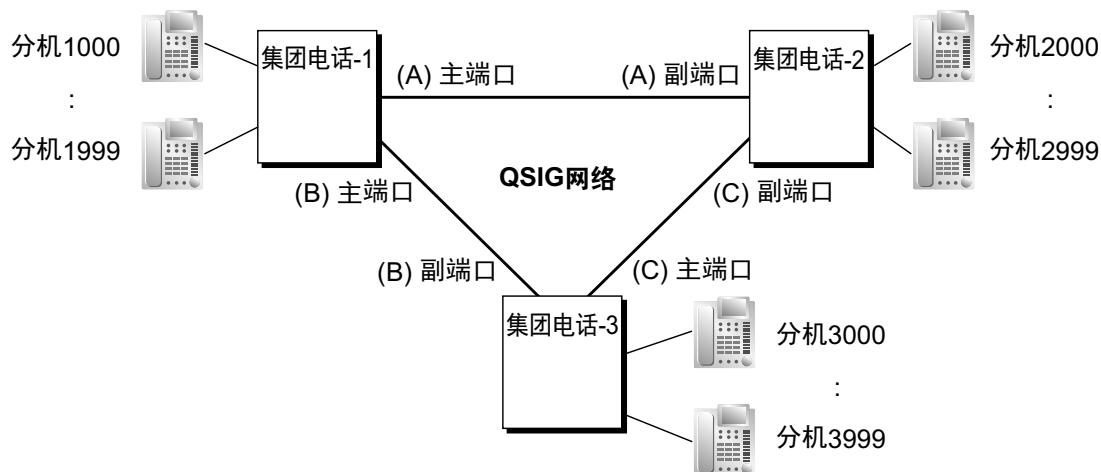 分机1000
:
分机1999
集团电话-1
(A) 主端口
(A) 副端口
集团电话-2
分机2000
:
分机2999
(B) 主端口
QSIG网络
(C) 副端口
(B) 副端口
(C) 主端口
集团电话-3
分机3000
:
分机3999